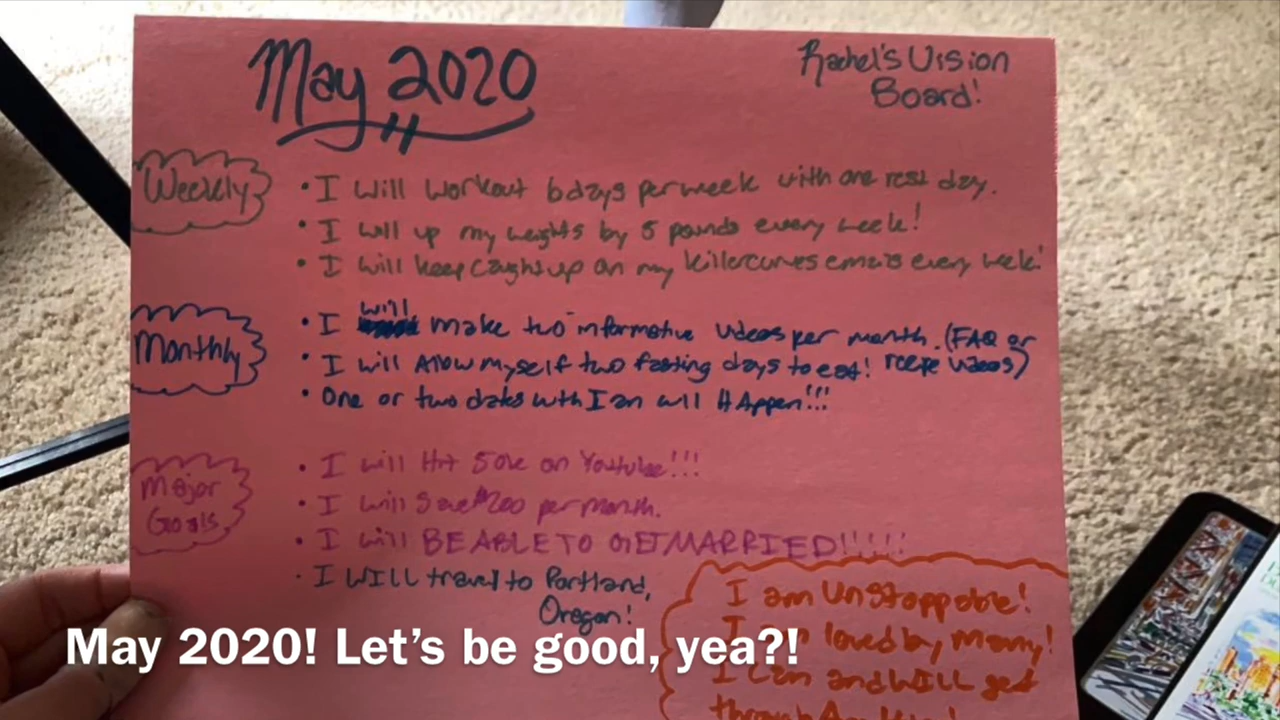 May 2020
Rachel's Vision
Board!
Weekly
• I will workout 6 days per week with one rest day.
• I will up my weights by 5 pounds every week!
• I will keep caught up on my killercurves emails every week!
Monthly
will
• I make two informative videos per month. (FAQ or
• I will Allow myself two fasting days to eat! recipe videos)
• One or two dates with Ian will HAppen!!!
Major
Goals
• I will Hit 50k on Youtube!!!
• I will save $200 per month.
• I will BE ABLE TO GET MARRIED!!!!!
• I WILL travel to Portland,
Oregon!
I am Unstoppable!
I am loved by many!
I can and WILL get
through
May 2020! Let's be good, yea?!